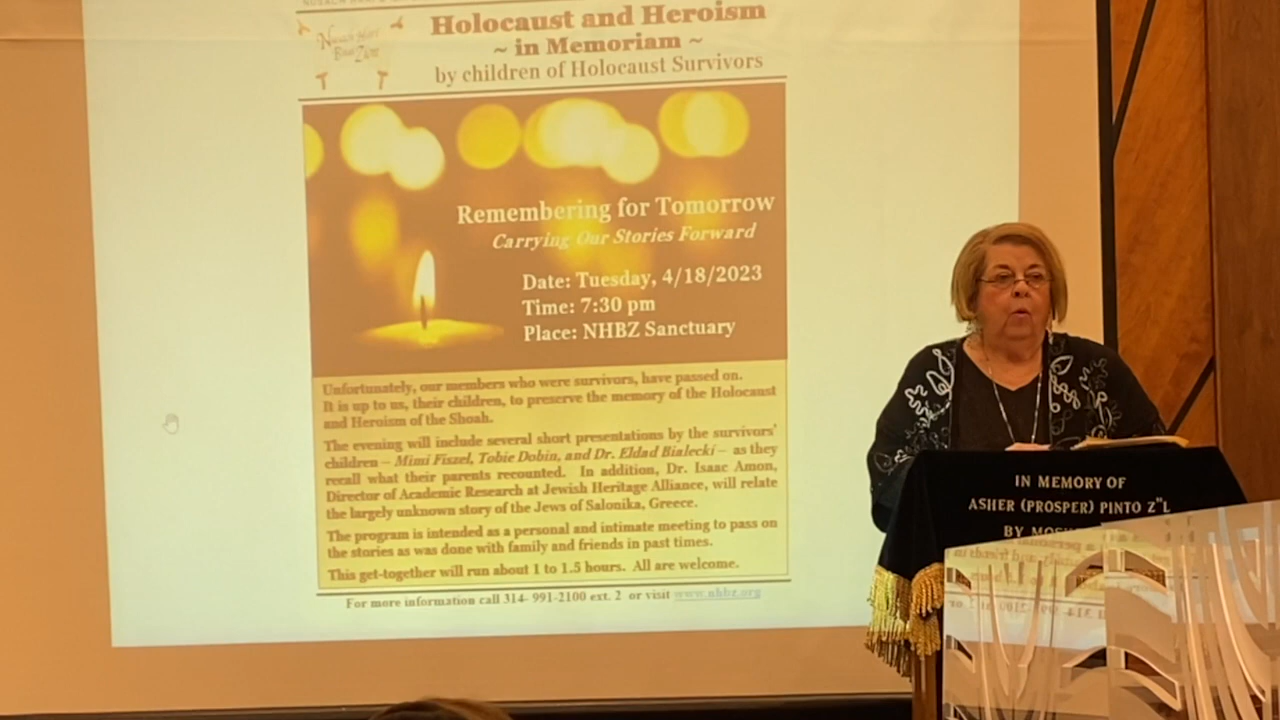 Holocaust and Heroism
~ in Memoriam ~
by children of Holocaust Survivors
Remembering for Tomorrow
Carrying Our Stories Forward
Date: Tuesday, 4/18/2023
Time: 7:30 pm
Place: NHBZ Sanctuary
Unfortunately, our members who were survivors, have passed on.
It is up to us, their children, to preserve the memory of the Holocaust
and Heroism of the Shoah.
The evening will include several short presentations by the survivors'
children – Mimi Fiszel, Tobie Dobin, and Dr. Eldad Bialecki – as they
recall what their parents recounted. In addition, Dr. Isaac Amon,
Director of Academic Research at Jewish Heritage Alliance, will relate
the largely unknown story of the Jews of Salonika, Greece.
The program is intended as a personal and intimate meeting to pass on
the stories as was done with family and friends in past times.
This get-together will run about 1 to 1.5 hours. All are welcome.
For more information call 314- 991-2100 ext. 2 or visit www.nhbz.org
IN MEMORY OF
ASHER (PROSPER) PINTO Z"L
BY